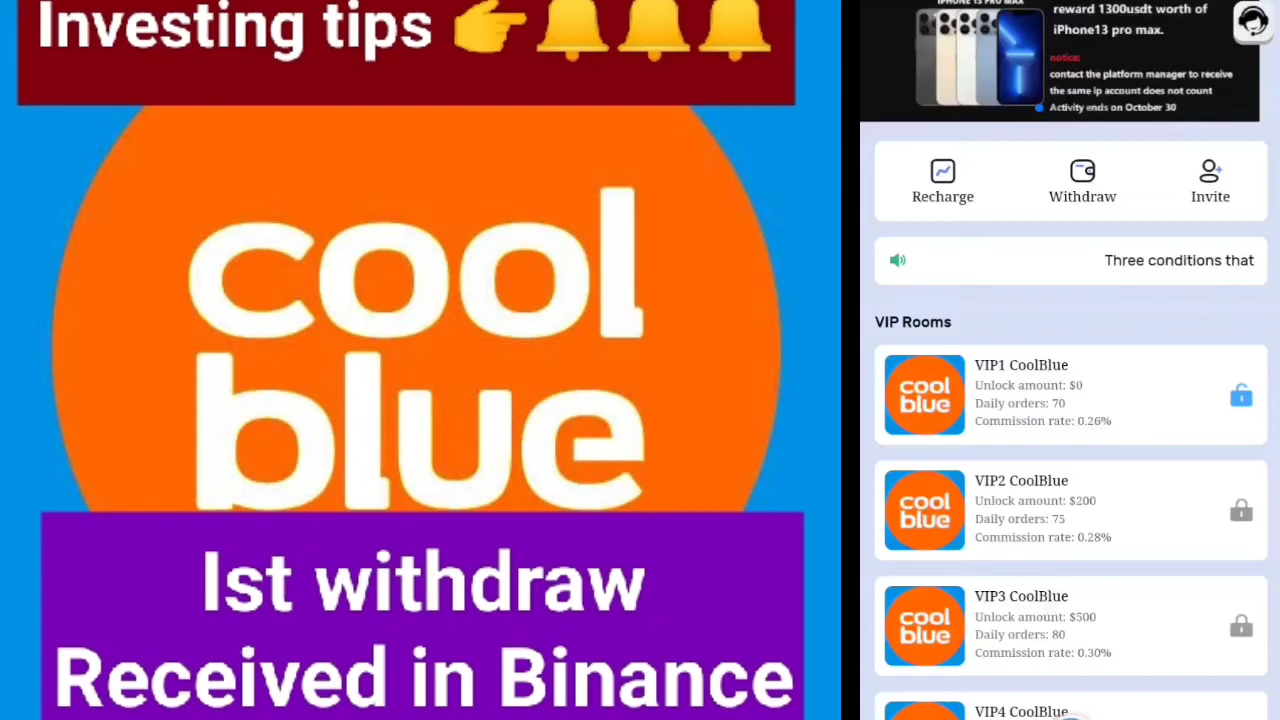 Investing tips 👉🔔🔔🔔
cool
blue
Ist withdraw
Received in Binance
IPHONE 13 PRO MAX
reward 1300usdt worth of
iPhone13 pro max.
notice:
contact the platform manager to receive
the same ip account does not count
Activity ends on October 30
Recharge
Withdraw
Invite
Three conditions that
VIP Rooms
cool
blue
VIP1 CoolBlue
Unlock amount: $0
Daily orders: 70
Commission rate: 0.26%
cool
blue
VIP2 CoolBlue
Unlock amount: $200
Daily orders: 75
Commission rate: 0.28%
cool
blue
VIP3 CoolBlue
Unlock amount: $500
Daily orders: 80
Commission rate: 0.30%
VIP4 CoolBlue